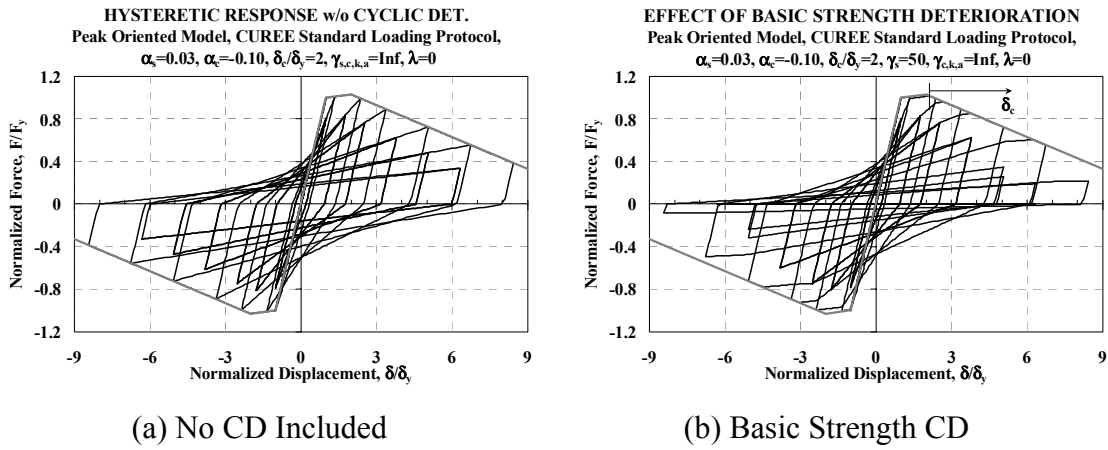 HYSTERETIC RESPONSE w/o CYCLIC DET.
Peak Oriented Model, CUREE Standard Loading Protocol,
αs=0.03, αc=-0.10, δc/δy=2, γs,c,k,a=Inf, λ=0
1.2
0.8
0.4
0
-0.4
-0.8
-1.2
Normalized Force, F/Fy
-9 -6 -3 0 3 6 9
Normalized Displacement, δ/δy
(a) No CD Included
EFFECT OF BASIC STRENGTH DETERIORATION
Peak Oriented Model, CUREE Standard Loading Protocol,
αs=0.03, αc=-0.10, δc/δy=2, γs=50, γc,k,a=Inf, λ=0
1.2
0.8
0.4
0
-0.4
-0.8
-1.2
Normalized Force, F/Fy
δc
-9 -6 -3 0 3 6 9
Normalized Displacement, δ/δy
(b) Basic Strength CD